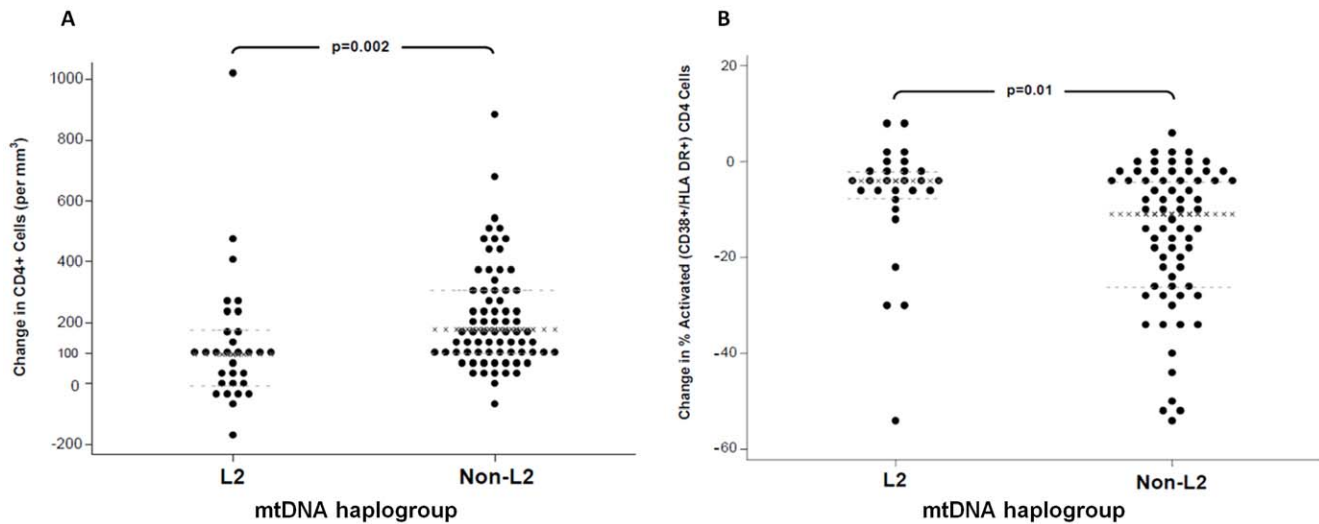 A
p=0.002
Change in CD4+ Cells (per mm³)
1000
800
600
400
200
100
0
-200
L2
Non-L2
mtDNA haplogroup
B
p=0.01
Change in % Activated (CD38+/HLA DR+) CD4 Cells
20
0
-20
-40
-60
L2
Non-L2
mtDNA haplogroup